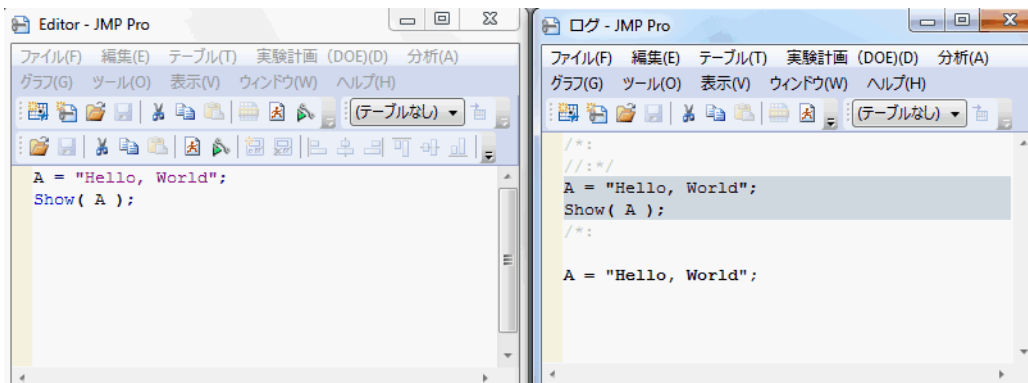 Editor - JMP Pro
ファイル(F) 編集(E) テーブル(T) 実験計画 (DOE)(D) 分析(A)
グラフ(G) ツール(O) 表示(V) ウィンドウ(W) ヘルプ(H)
(テーブルなし)
A = "Hello, World";
Show( A );
ログ - JMP Pro
ファイル(F) 編集(E) テーブル(T) 実験計画 (DOE)(D) 分析(A)
グラフ(G) ツール(O) 表示(V) ウィンドウ(W) ヘルプ(H)
(テーブルなし)
/*:
//:*/
A = "Hello, World";
Show( A );
/*:
A = "Hello, World";